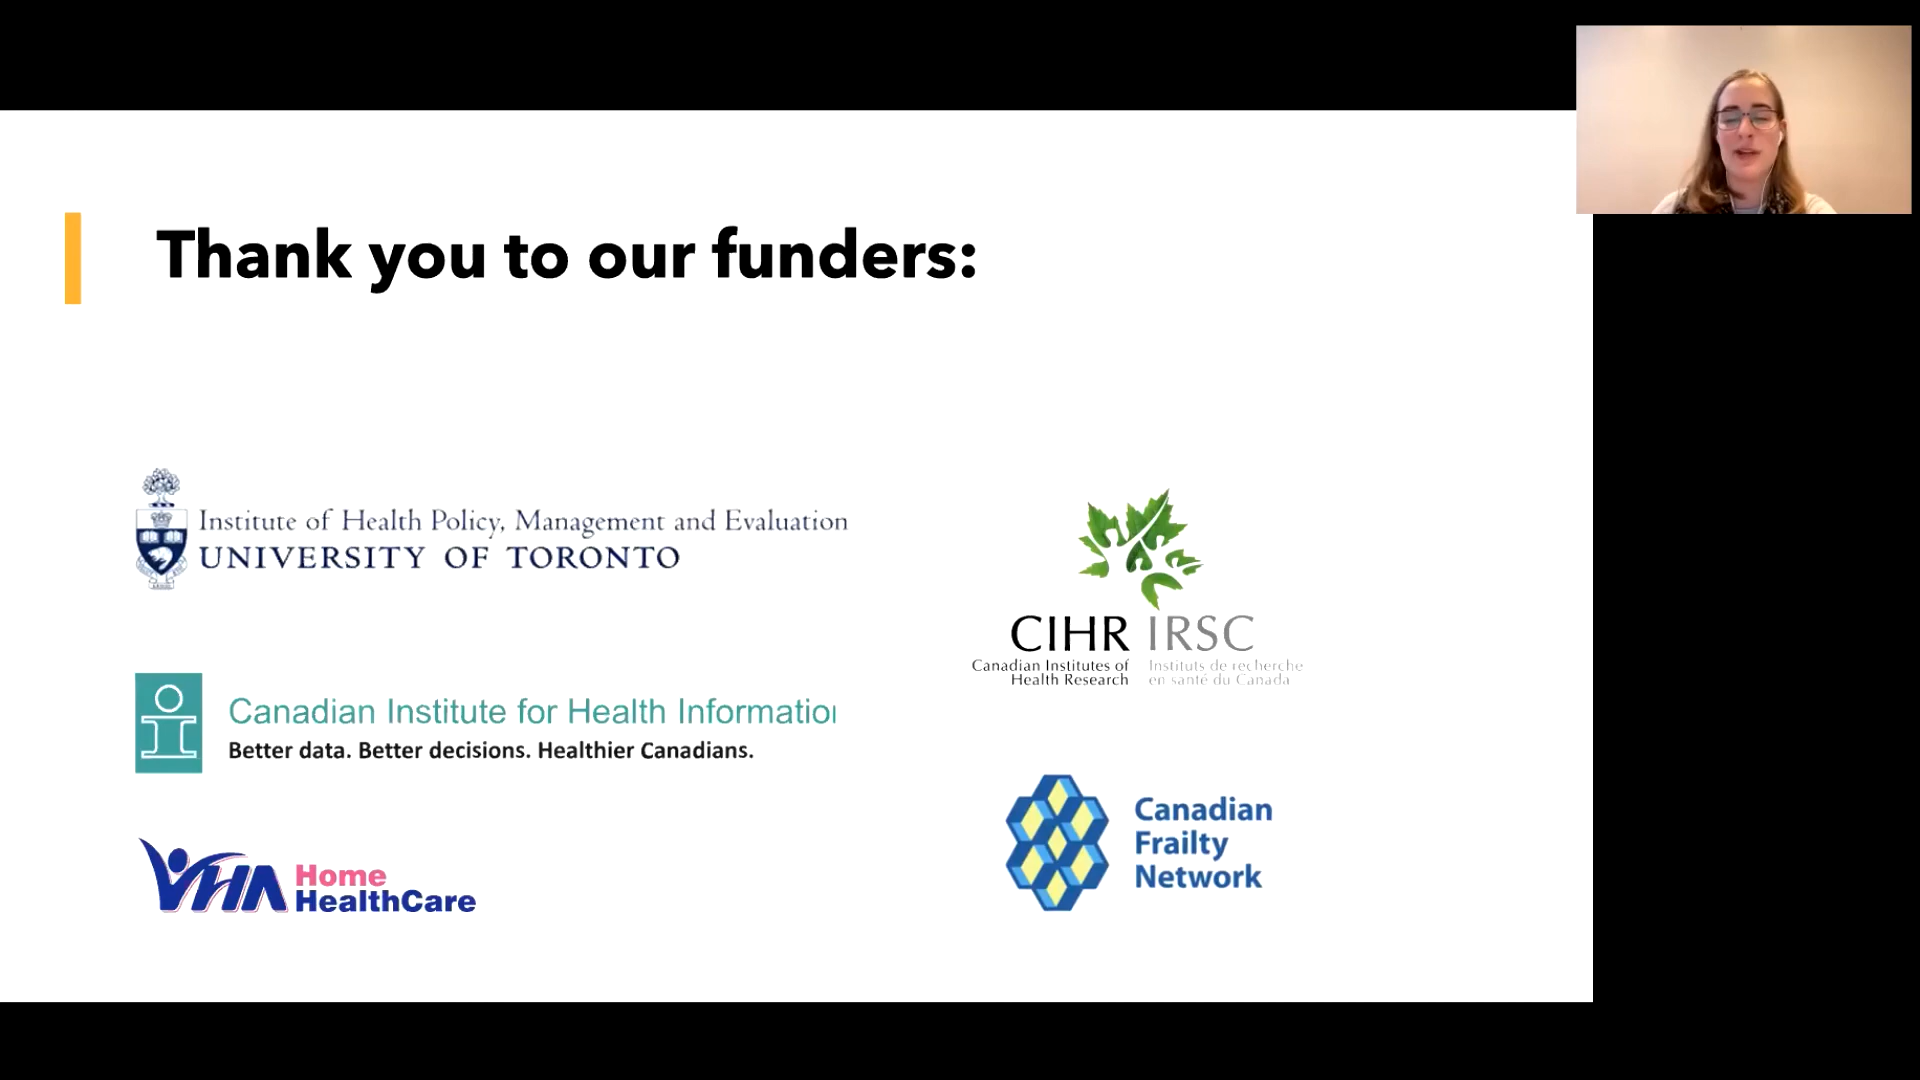 Thank you to our funders:
Institute of Health Policy, Management and Evaluation
UNIVERSITY OF TORONTO
Canadian Institute for Health Information
Better data. Better decisions. Healthier Canadians.
VHA Home
HealthCare
CIHR IRSC
Canadian Institutes of Instituts de recherche
Health Research en santé du Canada
Canadian
Frailty
Network